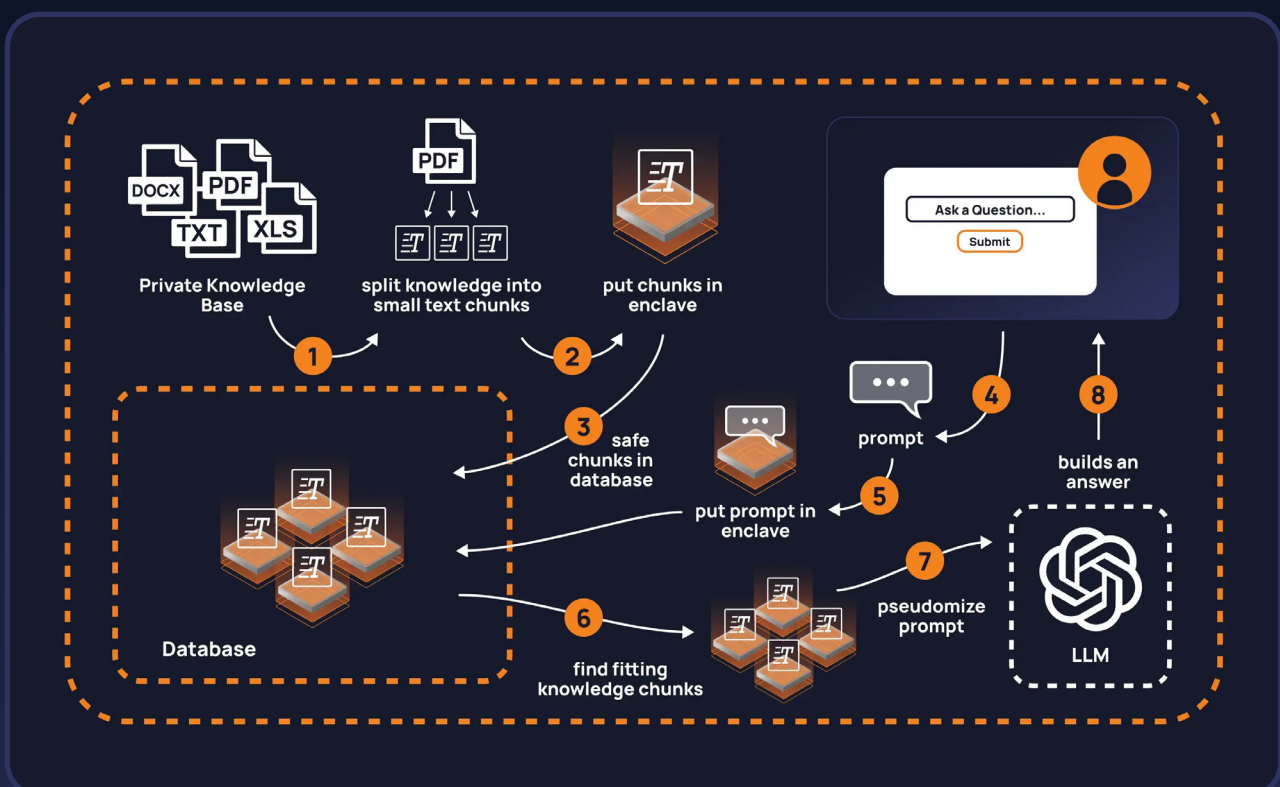 DOCX
PDF
TXT
XLS
Private Knowledge
Base
1
PDF
T
T
T
split knowledge into
small text chunks
2
T
put chunks in
enclave
Ask a Question...
Submit
3
safe
chunks in
database
4
prompt
5
put prompt in
enclave
T
T
T
T
Database
6
find fitting
knowledge chunks
T
T
T
T
7
pseudomize
prompt
LLM
builds an
answer
8